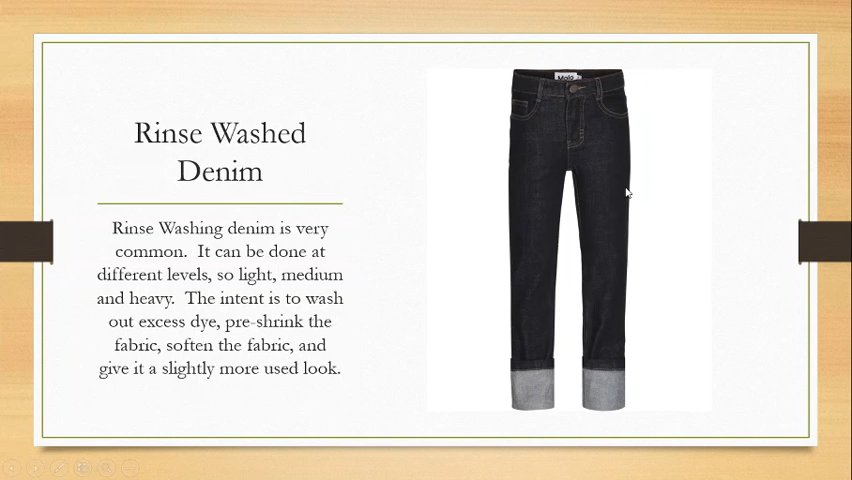 Rinse Washed
Denim
Rinse Washing denim is very
common.  It can be done at
different levels, so light, medium
and heavy.  The intent is to wash
out excess dye, pre-shrink the
fabric, soften the fabric, and
give it a slightly more used look.
Molo